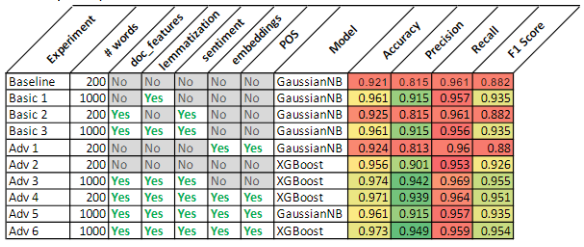 Experiment # words doc_features lemmatization sentiment embeddings POS Model Accuracy Precision Recall F1 Score
Baseline 200 No No No No No GaussianNB 0.921 0.815 0.961 0.882
Basic 1 1000 No Yes No No No GaussianNB 0.961 0.915 0.957 0.935
Basic 2 200 Yes No Yes No No GaussianNB 0.925 0.815 0.961 0.882
Basic 3 1000 Yes Yes Yes No No GaussianNB 0.961 0.915 0.956 0.935
Adv 1 200 No No No Yes Yes GaussianNB 0.924 0.813 0.96 0.88
Adv 2 200 No No No No No XGBoost 0.956 0.901 0.953 0.926
Adv 3 1000 Yes Yes Yes No No XGBoost 0.974 0.942 0.969 0.955
Adv 4 200 Yes Yes Yes Yes Yes XGBoost 0.971 0.939 0.964 0.951
Adv 5 1000 Yes Yes Yes Yes Yes GaussianNB 0.961 0.915 0.957 0.935
Adv 6 1000 Yes Yes Yes Yes Yes XGBoost 0.973 0.949 0.959 0.954